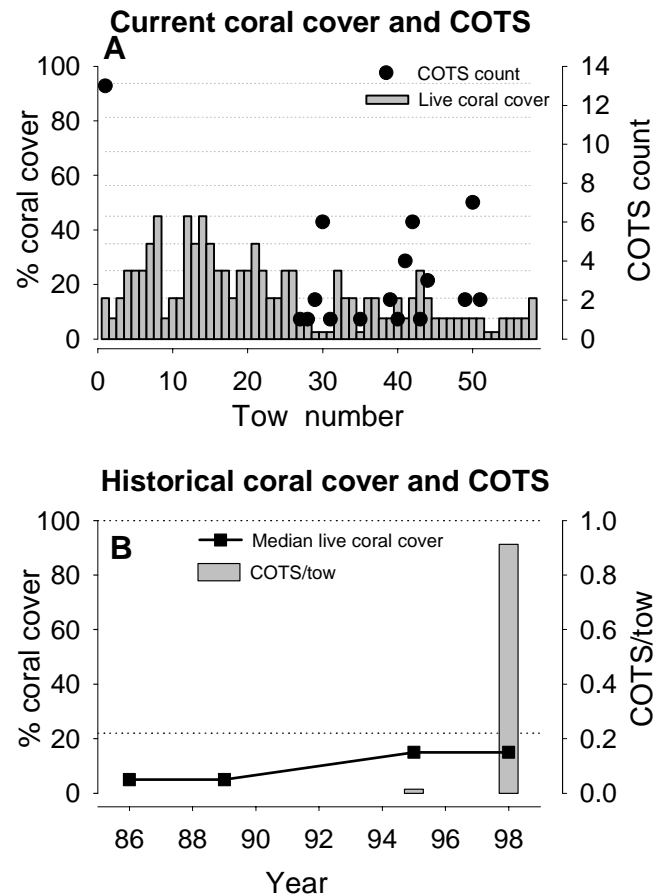 Current coral cover and COTS
A
COTS count
Live coral cover
% coral cover
100
80
60
40
20
0
COTS count
14
12
10
8
6
4
2
0
0 10 20 30 40 50
Tow number
Historical coral cover and COTS
B
Median live coral cover
COTS/tow
% coral cover
100
80
60
40
20
0
COTS/tow
1.0
0.8
0.6
0.4
0.2
0.0
86 88 90 92 94 96 98
Year